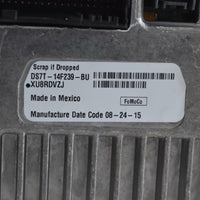 Scrap if Dropped
DS7T-14F239-BU
XU8RDVZJ
Made in Mexico
FoMoCo
Manufacture Date Code 08-24-15